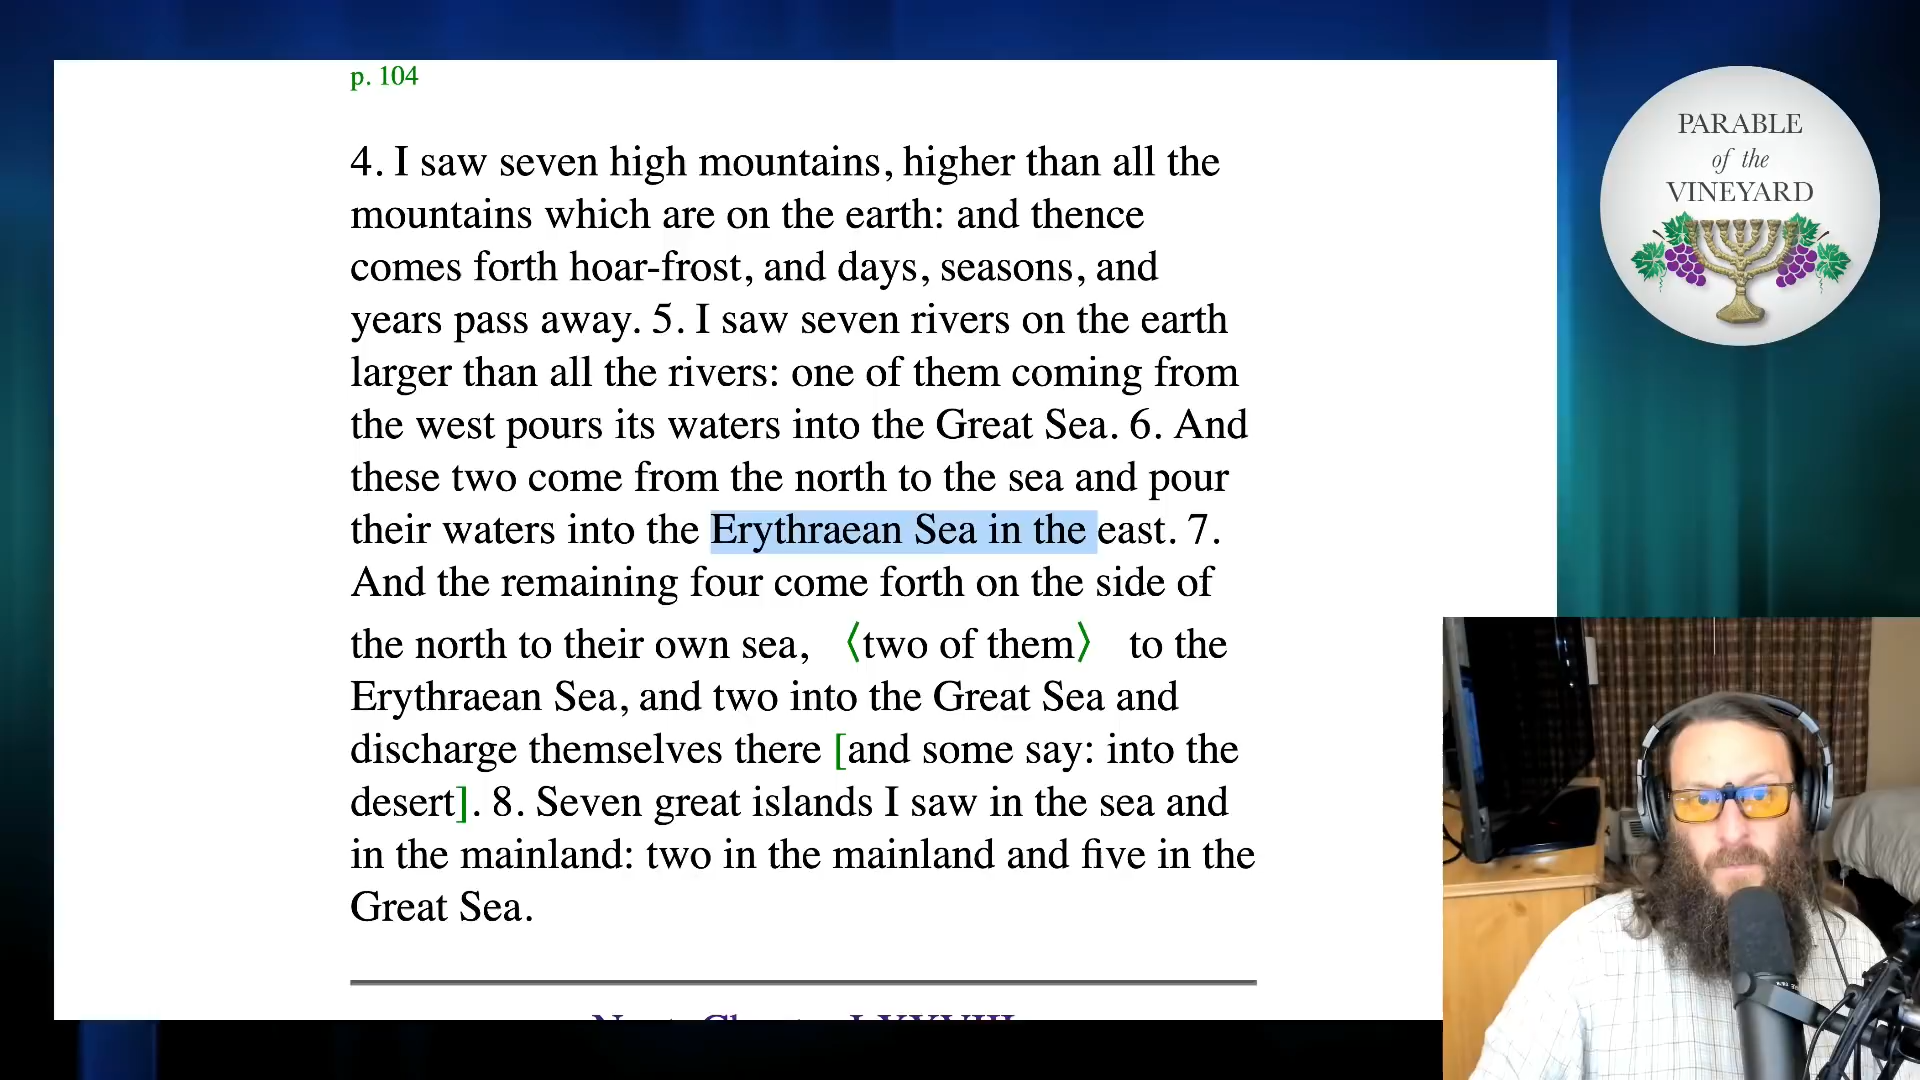 p. 104
4. I saw seven high mountains, higher than all the
mountains which are on the earth: and thence
comes forth hoar-frost, and days, seasons, and
years pass away. 5. I saw seven rivers on the earth
larger than all the rivers: one of them coming from
the west pours its waters into the Great Sea. 6. And
these two come from the north to the sea and pour
their waters into the Erythraean Sea in the east. 7.
And the remaining four come forth on the side of
the north to their own sea, 〈two of them〉 to the
Erythraean Sea, and two into the Great Sea and
discharge themselves there [and some say: into the
desert]. 8. Seven great islands I saw in the sea and
in the mainland: two in the mainland and five in the
Great Sea.
PARABLE
of the
VINEYARD